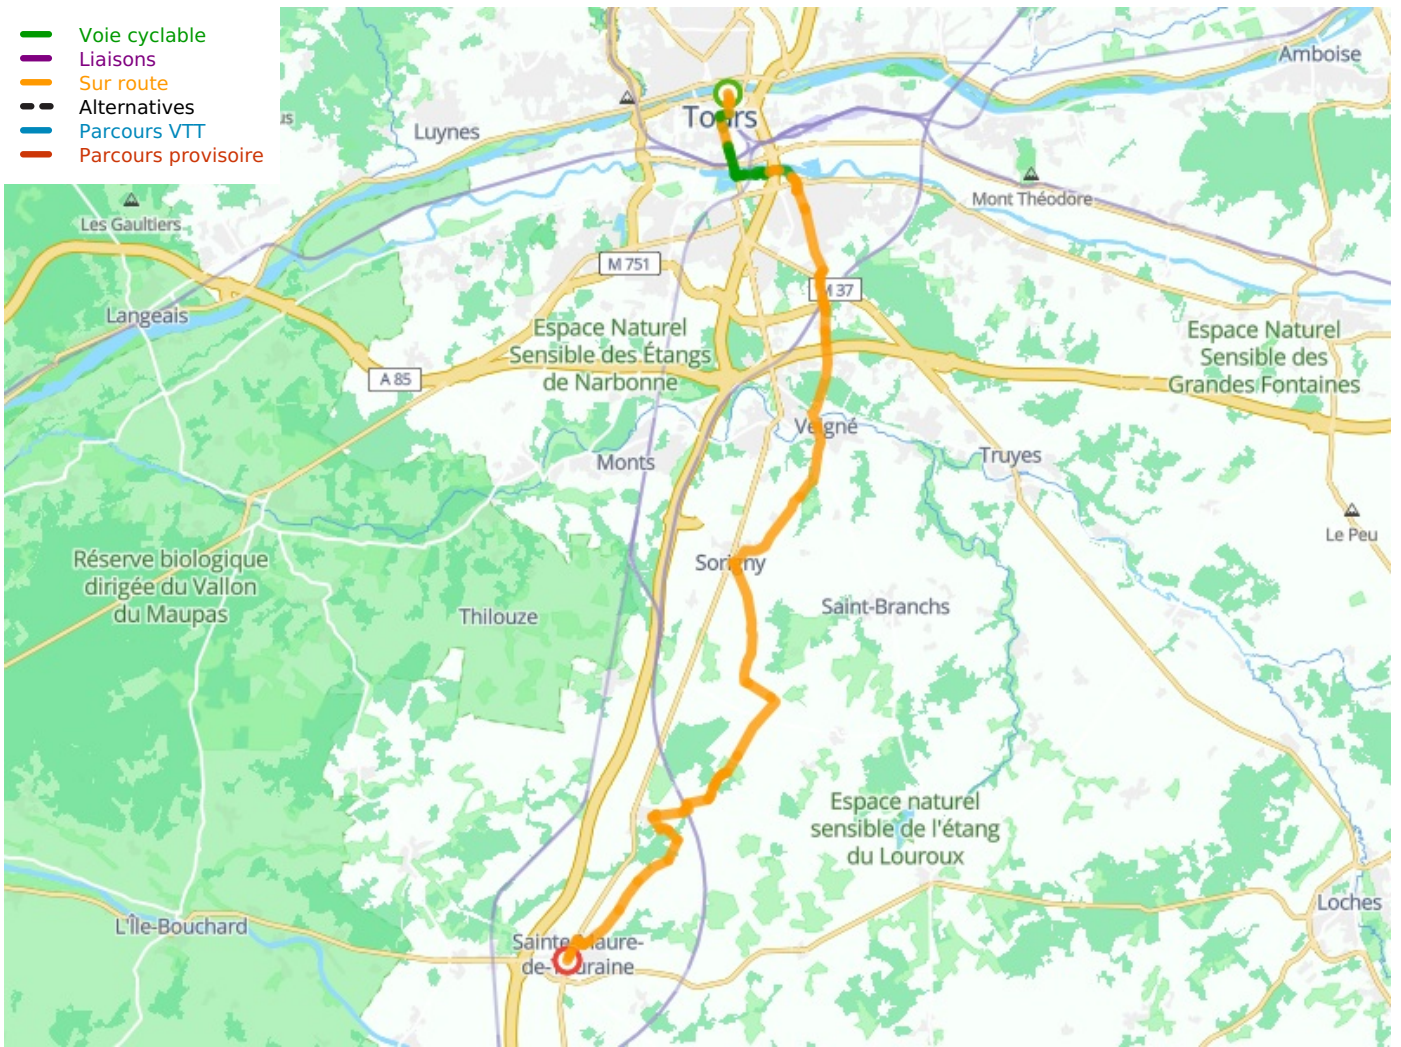 Voie cyclable
Liaisons
Sur route
Alternatives
Parcours VTT
Parcours provisoire
Amboise
Luynes
Tours
Mont Théodore
Les Gaultiers
M 751
M 37
Langeais
Espace Naturel
Sensible des Étangs
de Narbonne
Espace Naturel
Sensible des
Grandes Fontaines
A 85
Veigné
Monts
Truyes
Le Peu
Réserve biologique
dirigée du Vallon
du Maupas
Sorigny
Thilouze
Saint-Branchs
Espace naturel
sensible de l'étang
du Louroux
Loches
L'Île-Bouchard
Sainte-Maure-
de-Touraine